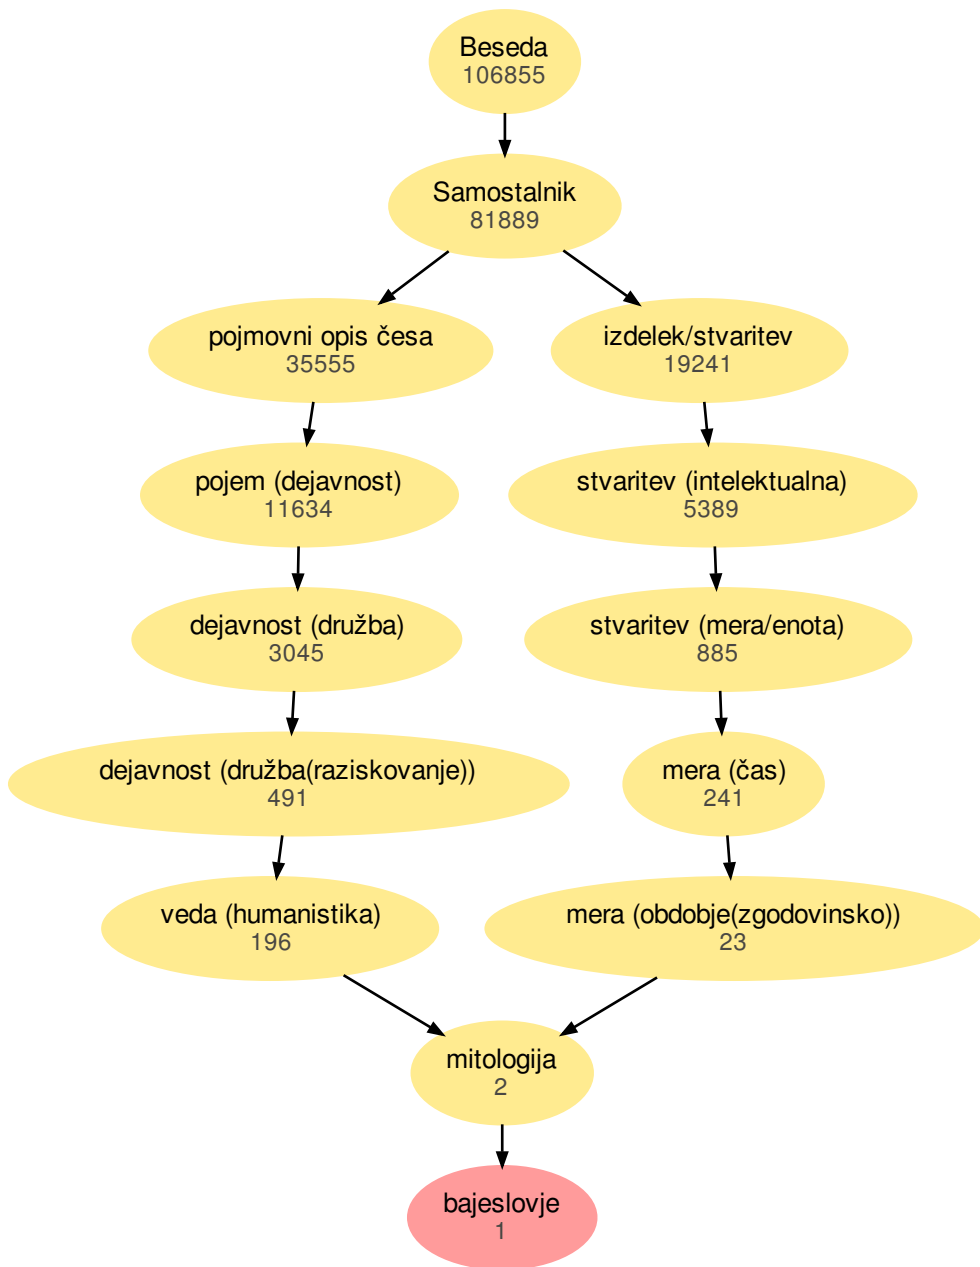 Beseda
106855
Samostalnik
81889
pojmovni opis česa
35555
izdelek/stvaritev
19241
pojem (dejavnost)
11634
stvaritev (intelektualna)
5389
dejavnost (družba)
3045
stvaritev (mera/enota)
885
dejavnost (družba(raziskovanje))
491
mera (čas)
241
veda (humanistika)
196
mera (obdobje(zgodovinsko))
23
mitologija
2
bajeslovje
1